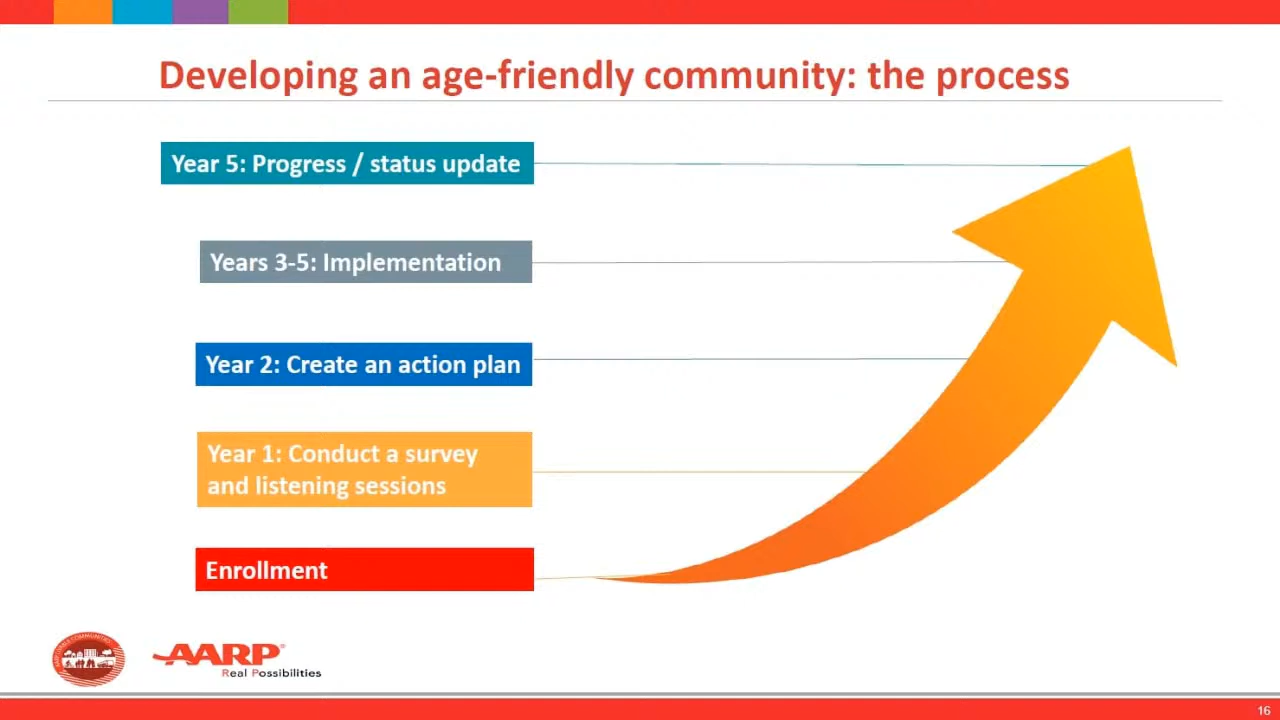 Developing an age-friendly community: the process
Year 5: Progress / status update
Years 3-5: Implementation
Year 2: Create an action plan
Year 1: Conduct a survey
and listening sessions
Enrollment
AARP®
Real Possibilities
16